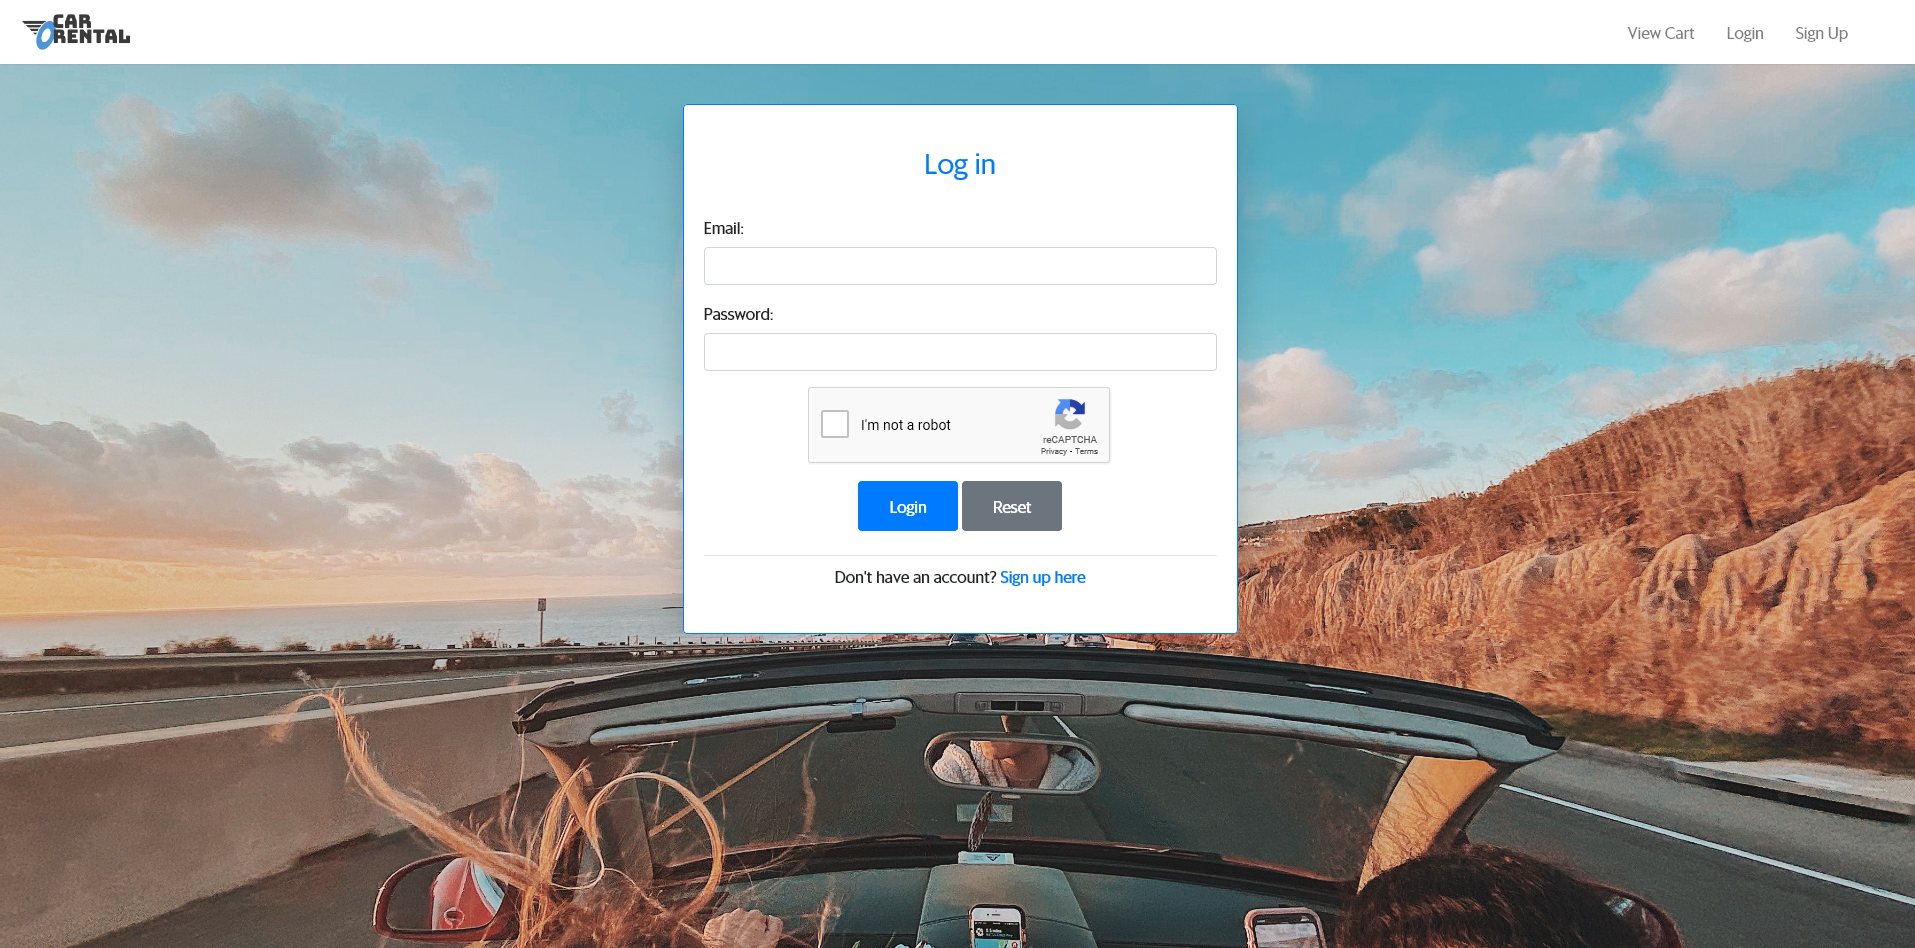 CAR
RENTAL
View Cart
Login
Sign Up
Log in
Email:
Password:
I'm not a robot
reCAPTCHA
Privacy - Terms
Login
Reset
Don't have an account? Sign up here